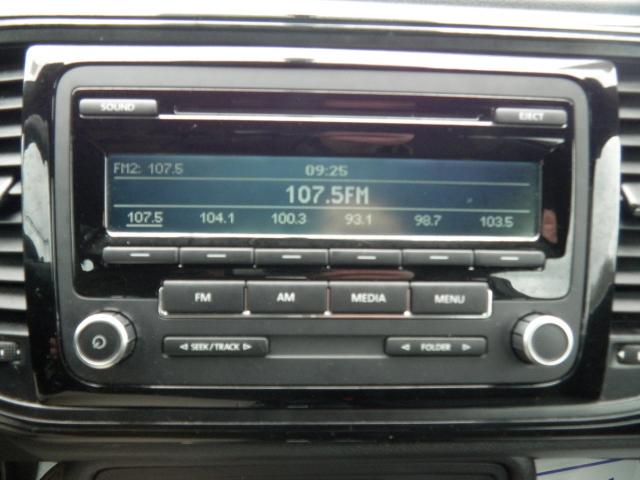 SOUND EJECT
FM2: 107.5 09:25
107.5FM
107.5 104.1 100.3 93.1 98.7 103.5
FM AM MEDIA MENU
SEEK/TRACK FOLDER